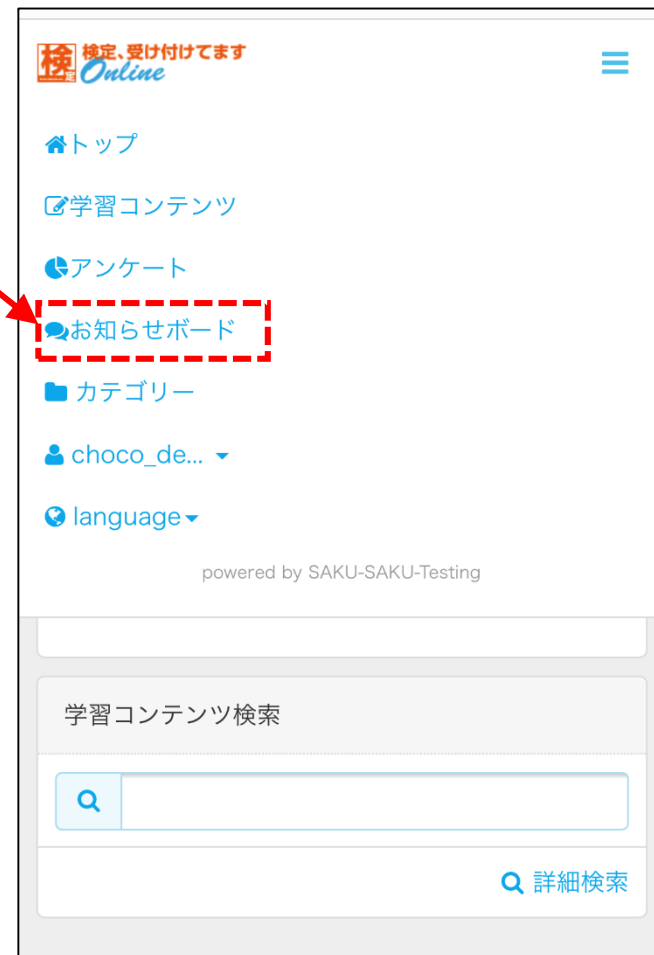 検定、受け付けてます
検定 Online
トップ
学習コンテンツ
アンケート
お知らせボード
カテゴリー
choco_de...
language
powered by SAKU-SAKU-Testing
学習コンテンツ検索
詳細検索